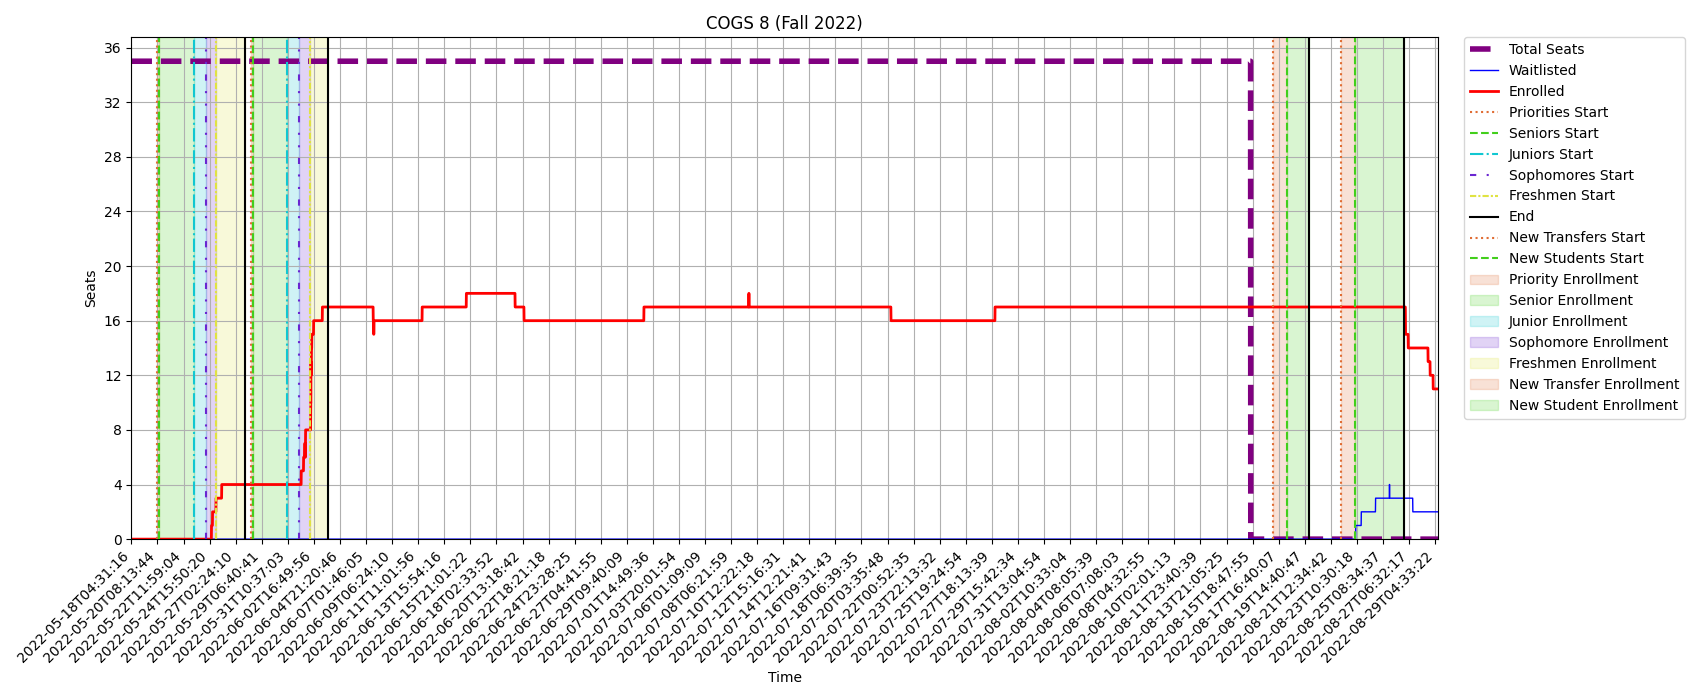 COGS 8 (Fall 2022)
Seats
36
32
28
24
20
16
12
8
4
0
2022-05-18T04:31:16
2022-05-20T08:13:44
2022-05-22T11:59:04
2022-05-24T15:50:20
2022-05-27T02:24:10
2022-05-29T06:40:41
2022-05-31T10:37:03
2022-06-02T16:49:56
2022-06-04T21:20:46
2022-06-07T01:46:05
2022-06-09T06:24:10
2022-06-11T11:01:56
2022-06-13T15:54:16
2022-06-15T21:01:22
2022-06-18T02:33:52
2022-06-20T13:18:42
2022-06-22T18:21:18
2022-06-24T23:28:25
2022-06-27T04:41:55
2022-06-29T09:40:09
2022-07-01T14:49:36
2022-07-03T20:01:54
2022-07-06T01:09:09
2022-07-08T06:21:59
2022-07-10T12:22:18
2022-07-12T15:16:31
2022-07-14T12:21:41
2022-07-16T09:31:43
2022-07-18T06:39:35
2022-07-20T03:35:48
2022-07-22T00:52:35
2022-07-23T22:13:32
2022-07-25T19:24:54
2022-07-27T18:13:39
2022-07-29T15:42:34
2022-07-31T13:04:54
2022-08-02T10:33:04
2022-08-04T08:05:39
2022-08-06T07:08:03
2022-08-08T04:32:55
2022-08-10T02:01:13
2022-08-11T23:40:39
2022-08-13T21:05:25
2022-08-15T18:47:55
2022-08-17T16:40:07
2022-08-19T14:40:47
2022-08-21T12:34:42
2022-08-23T10:30:18
2022-08-25T08:34:37
2022-08-27T06:32:17
2022-08-29T04:33:22
Time
Total Seats
Waitlisted
Enrolled
Priorities Start
Seniors Start
Juniors Start
Sophomores Start
Freshmen Start
End
New Transfers Start
New Students Start
Priority Enrollment
Senior Enrollment
Junior Enrollment
Sophomore Enrollment
Freshmen Enrollment
New Transfer Enrollment
New Student Enrollment